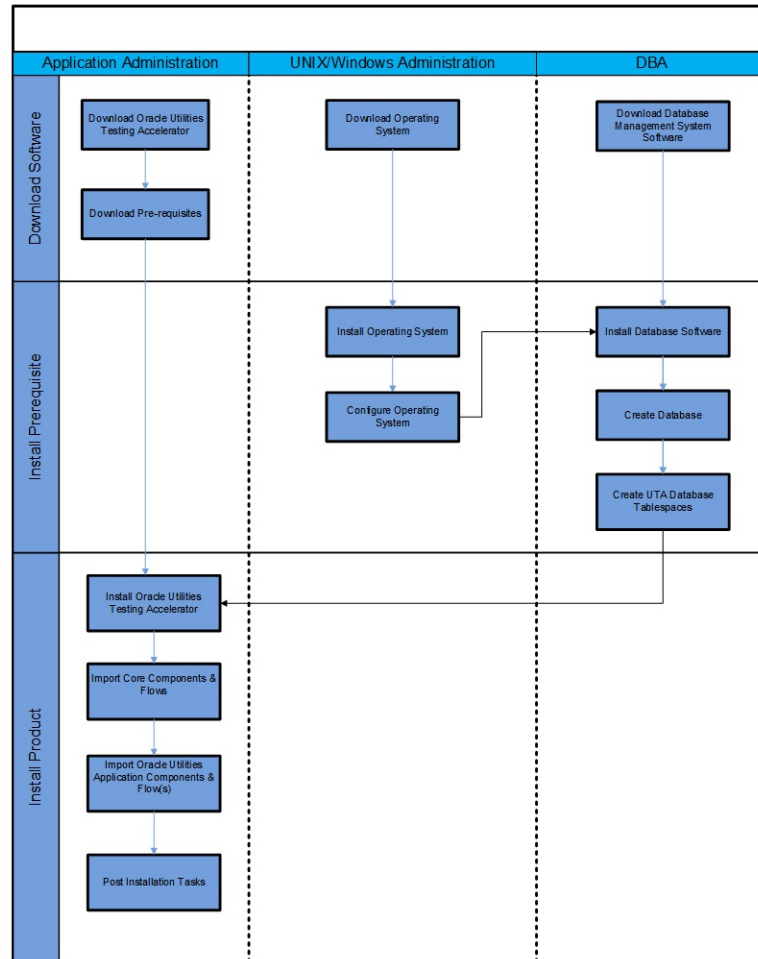 Application Administration
UNIX/Windows Administration
DBA
Download Software
Download Oracle Utilities
Testing Accelerator
Download Operating
System
Download Database
Management System
Software
Download Pre-requisites
Install Prerequisite
Install Operating System
Install Database Software
Configure Operating
System
Create Database
Create UTA Database
Tablespaces
Install Product
Install Oracle Utilities
Testing Accelerator
Import Core Components &
Flows
Import Oracle Utilities
Application Components &
Flow(s)
Post Installation Tasks